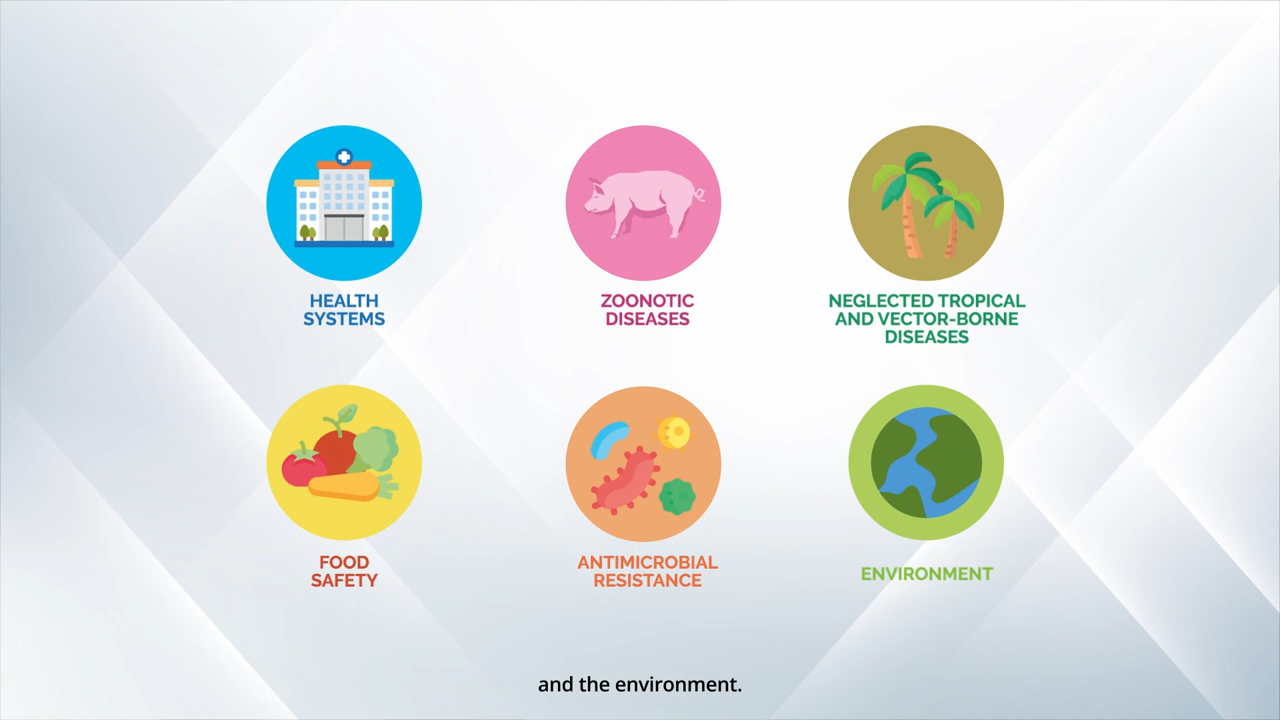 HEALTH
SYSTEMS
ZOONOTIC
DISEASES
NEGLECTED TROPICAL
AND VECTOR-BORNE
DISEASES
FOOD
SAFETY
ANTIMICROBIAL
RESISTANCE
ENVIRONMENT
and the environment.